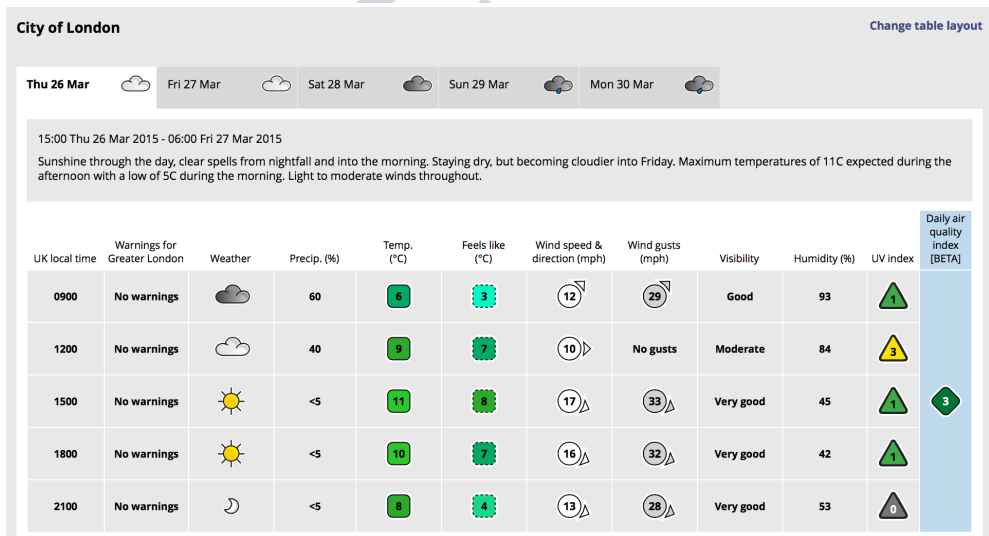 City of London
Change table layout
Thu 26 Mar
Fri 27 Mar
Sat 28 Mar
Sun 29 Mar
Mon 30 Mar
15:00 Thu 26 Mar 2015 - 06:00 Fri 27 Mar 2015
Sunshine through the day, clear spells from nightfall and into the morning. Staying dry, but becoming cloudier into Friday. Maximum temperatures of 11C expected during the
afternoon with a low of 5C during the morning. Light to moderate winds throughout.
UK local time
Warnings for
Greater London
Weather
Precip. (%)
Temp.
(°C)
Feels like
(°C)
Wind speed &
direction (mph)
Wind gusts
(mph)
Visibility
Humidity (%)
UV index
Daily air
quality
index
[BETA]
0900 No warnings 60 6 3 12 29 Good 93 1
1200 No warnings 40 9 7 10 No gusts Moderate 84 3
1500 No warnings <5 11 8 17 33 Very good 45 1 3
1800 No warnings <5 10 7 16 32 Very good 42 1
2100 No warnings <5 8 4 13 28 Very good 53 0